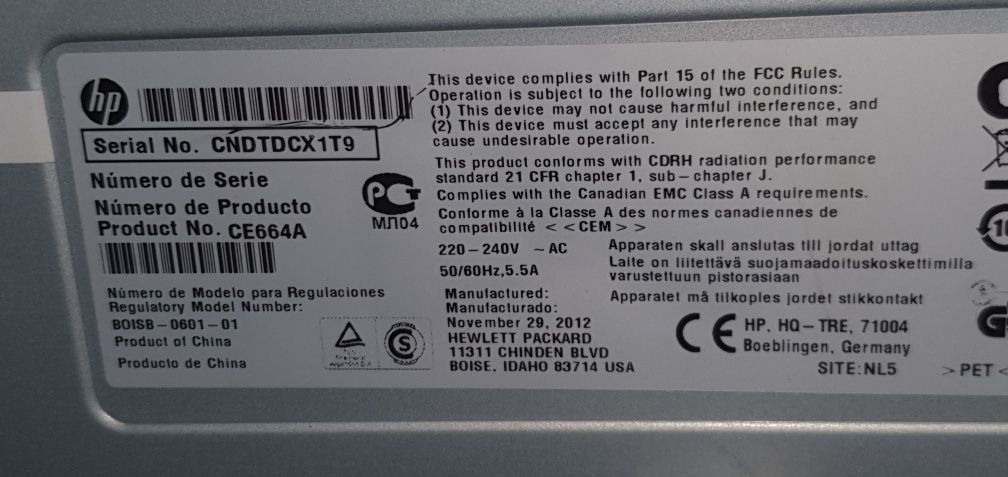 hp
Serial No. CNDTDCX1T9
Número de Serie
Número de Producto
Product No. CE664A
Número de Modelo para Regulaciones
Regulatory Model Number:
BOISB-0601-01
Product of China
Producto de China
МЛ04
This device complies with Part 15 of the FCC Rules.
Operation is subject to the following two conditions:
(1) This device may not cause harmful interference, and
(2) This device must accept any interference that may
cause undesirable operation.
This product conforms with CDRH radiation performance
standard 21 CFR chapter 1, sub-chapter J.
Complies with the Canadian EMC Class A requirements.
Conforme à la Classe A des normes canadiennes de
compatibilité <<CEM>>
220-240V ~ AC
50/60Hz,5.5A
Apparaten skall anslutas till jordat uttag
Laite on liitettävä suojamaadoituskoskettimilla
varustettuun pistorasiaan
Apparatet må tilkoples jordet stikkontakt
Manufactured:
Manufacturado:
November 29, 2012
HEWLETT PACKARD
11311 CHINDEN BLVD
BOISE, IDAHO 83714 USA
CE
HP, HQ-TRE, 71004
Boeblingen, Germany
SITE:NL5
>PET<